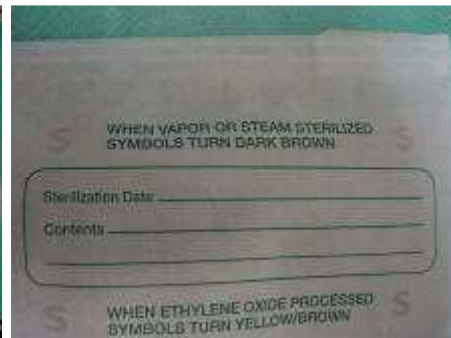 S WHEN VAPOR OR STEAM STERILIZED S
SYMBOLS TURN DARK BROWN
Sterilization Date
Contents
S WHEN ETHYLENE OXIDE PROCESSED S
SYMBOLS TURN YELLOW/BROWN